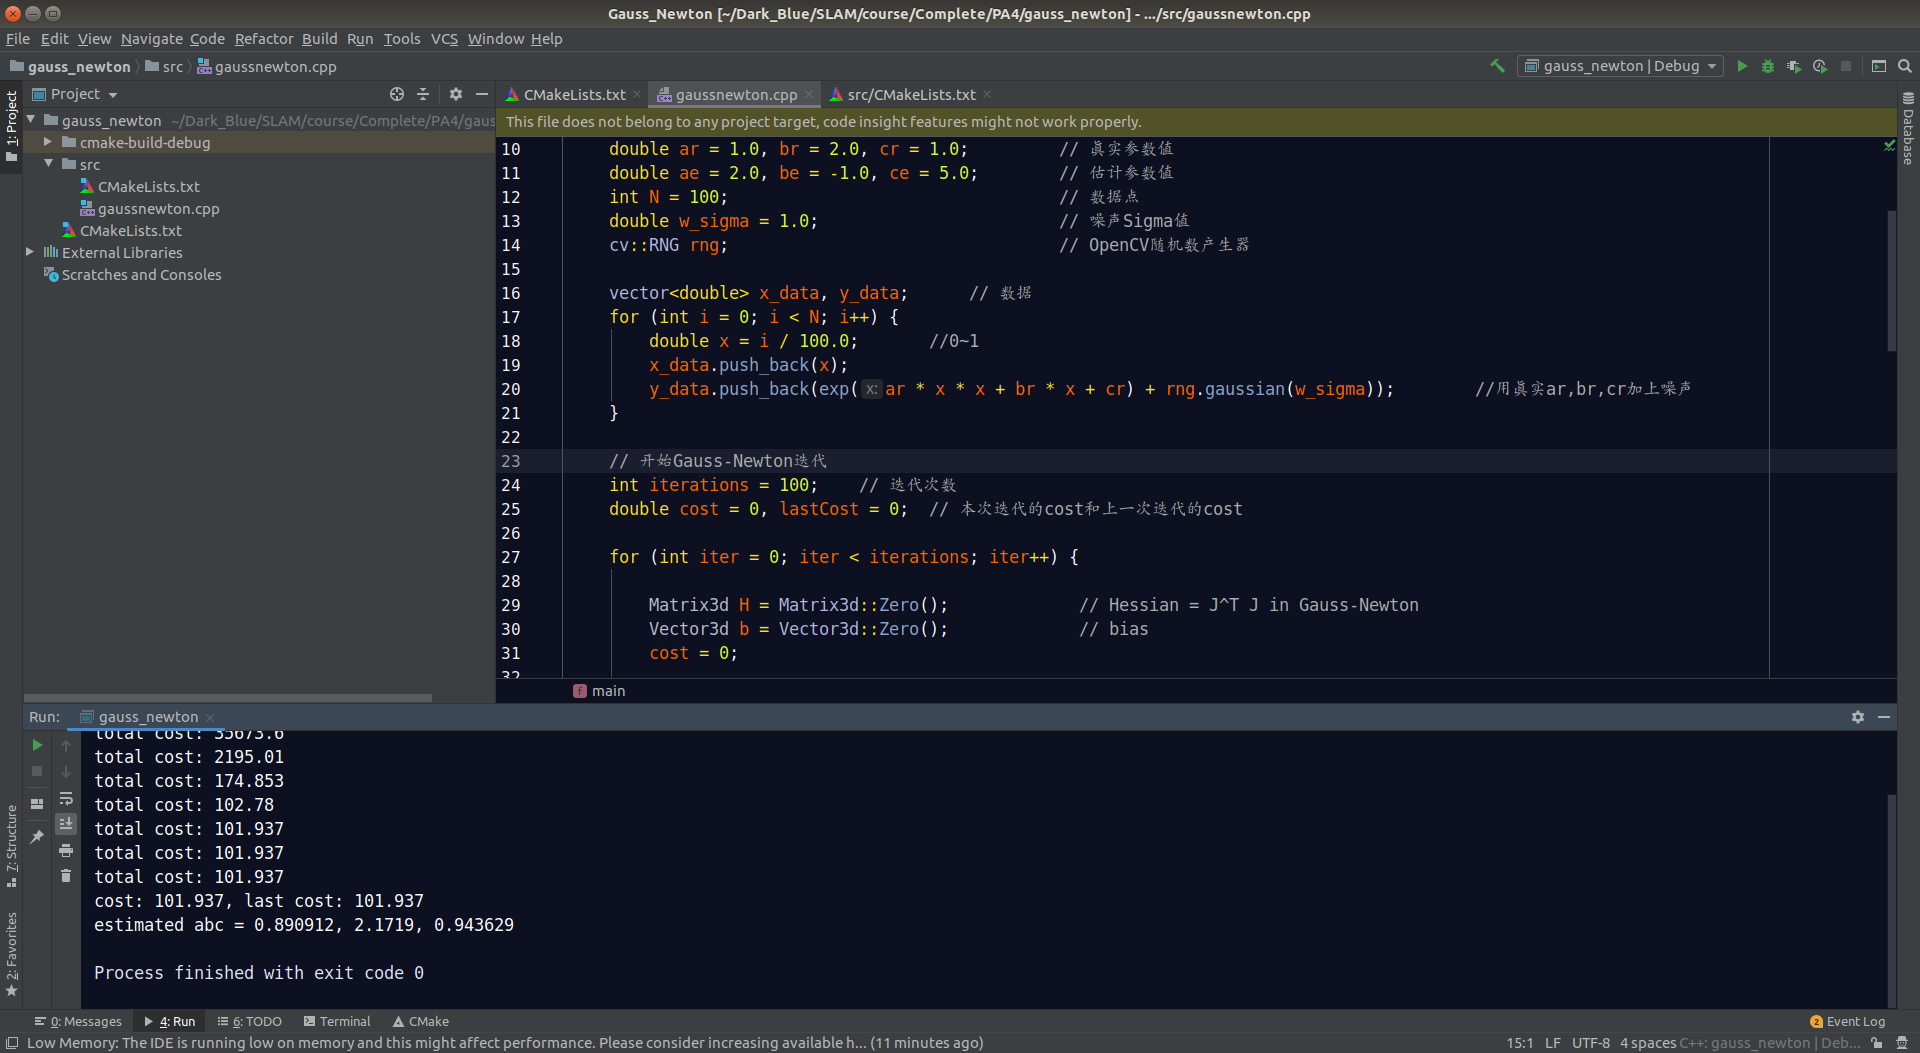 Gauss_Newton [~/Dark_Blue/SLAM/course/Complete/PA4/gauss_newton] - .../src/gaussnewton.cpp
File Edit View Navigate Code Refactor Build Run Tools VCS Window Help
gauss_newton src gaussnewton.cpp gauss_newton | Debug
1: Project
Project
gauss_newton ~/Dark_Blue/SLAM/course/Complete/PA4/gaus
cmake-build-debug
src
CMakeLists.txt
gaussnewton.cpp
CMakeLists.txt
External Libraries
Scratches and Consoles
CMakeLists.txt gaussnewton.cpp src/CMakeLists.txt
Database
This file does not belong to any project target, code insight features might not work properly.
10 double ar = 1.0, br = 2.0, cr = 1.0; // 真实参数值
11 double ae = 2.0, be = -1.0, ce = 5.0; // 估计参数值
12 int N = 100; // 数据点
13 double w_sigma = 1.0; // 噪声Sigma值
14 cv::RNG rng; // OpenCV随机数产生器
15
16 vector<double> x_data, y_data; // 数据
17 for (int i = 0; i < N; i++) {
18 double x = i / 100.0; //0~1
19 x_data.push_back(x);
20 y_data.push_back(exp( x: ar * x * x + br * x + cr) + rng.gaussian(w_sigma)); //用真实ar,br,cr加上噪声
21 }
22
23 // 开始Gauss-Newton迭代
24 int iterations = 100; // 迭代次数
25 double cost = 0, lastCost = 0; // 本次迭代的cost和上一次迭代的cost
26
27 for (int iter = 0; iter < iterations; iter++) {
28
29 Matrix3d H = Matrix3d::Zero(); // Hessian = J^T J in Gauss-Newton
30 Vector3d b = Vector3d::Zero(); // bias
31 cost = 0;
32
f main
Run: gauss_newton
total cost: 35673.6
total cost: 2195.01
total cost: 174.853
total cost: 102.78
total cost: 101.937
total cost: 101.937
total cost: 101.937
cost: 101.937, last cost: 101.937
estimated abc = 0.890912, 2.1719, 0.943629
Process finished with exit code 0
7: Structure
2: Favorites
0: Messages 4: Run 6: TODO Terminal CMake 2 Event Log
Low Memory: The IDE is running low on memory and this might affect performance. Please consider increasing available h... (11 minutes ago) 15:1 LF UTF-8 4 spaces C++: gauss_newton | Deb...